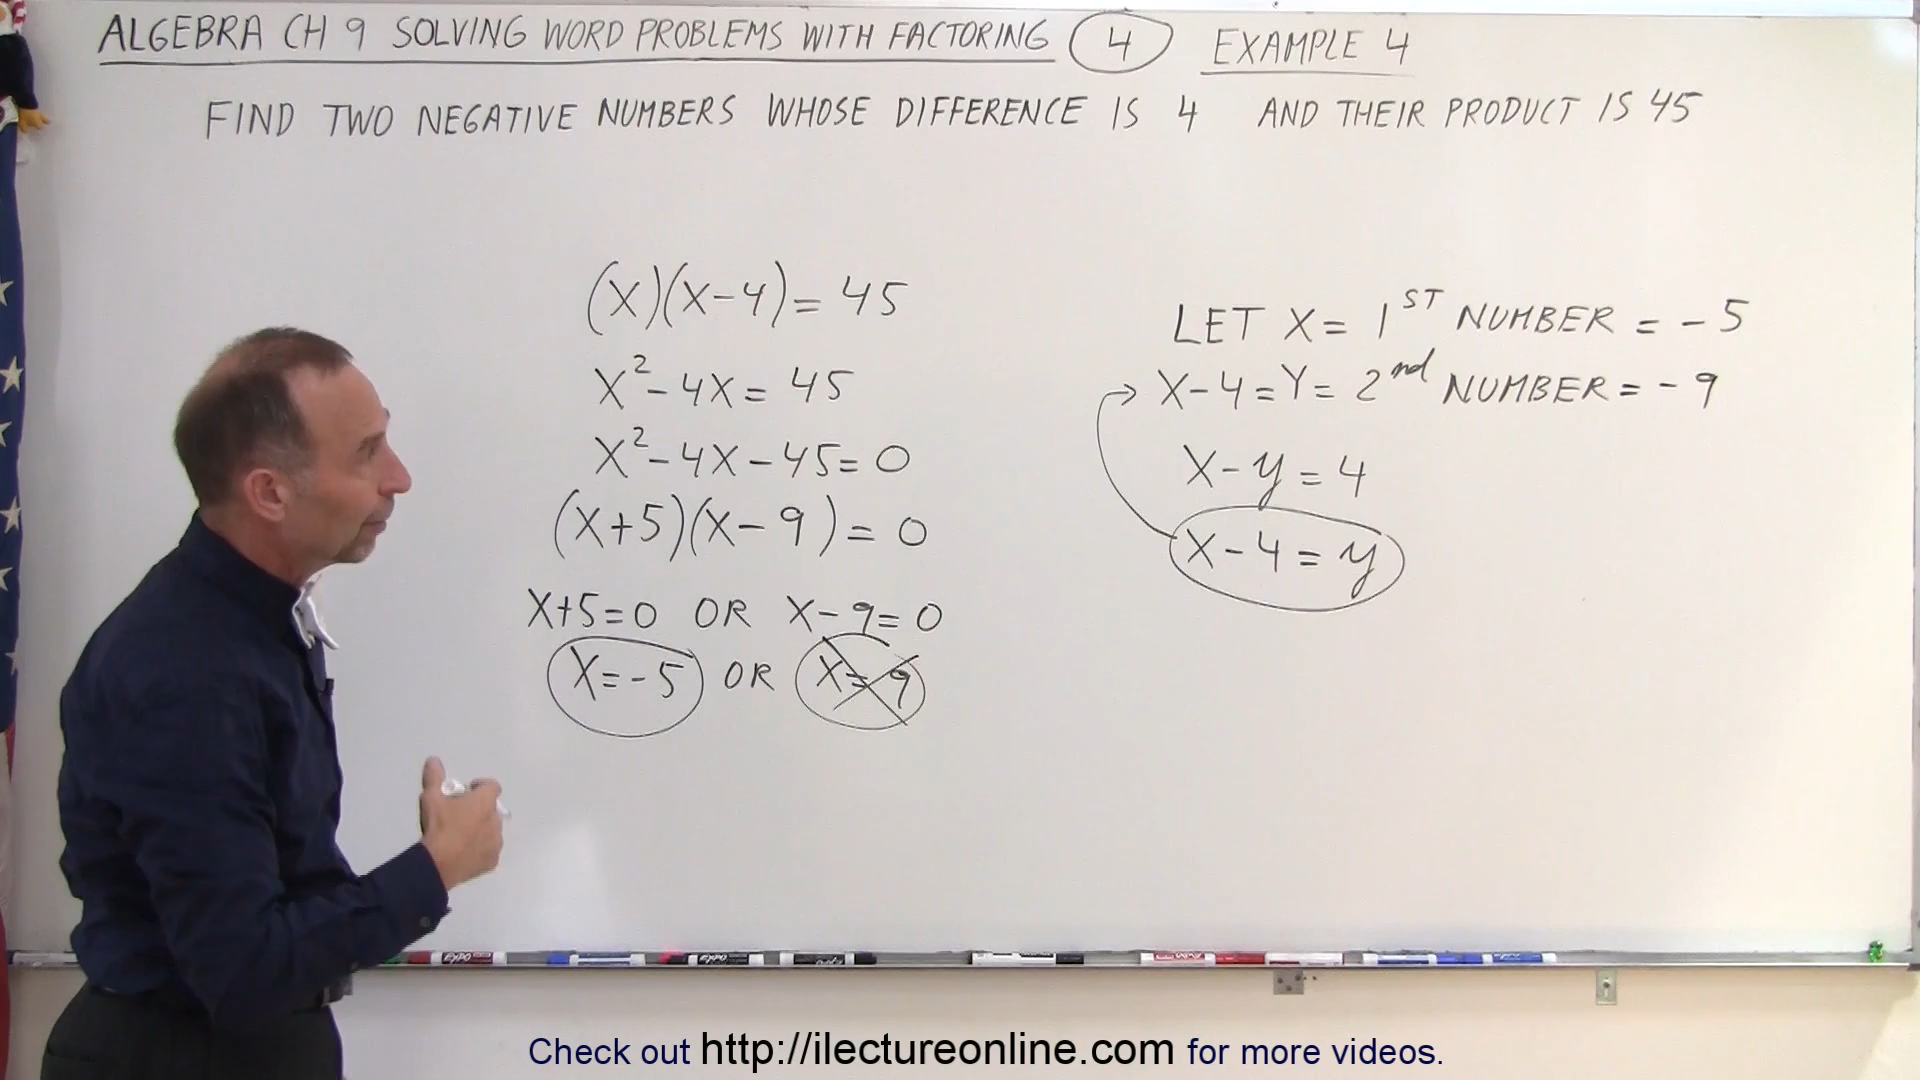 ALGEBRA CH 9 SOLVING WORD PROBLEMS WITH FACTORING 4 EXAMPLE 4
FIND TWO NEGATIVE NUMBERS WHOSE DIFFERENCE IS 4 AND THEIR PRODUCT IS 45
(X)(X-4)= 45
X²-4X= 45
X²-4X-45=0
(X+5)(X-9)=0
X+5=0 OR X-9=0
X=-5 OR X=9
LET X= 1ST NUMBER = -5
X-4=Y= 2nd NUMBER= -9
X-y=4
X-4=y
EXPO
EXPO
Check out http://ilectureonline.com for more videos.